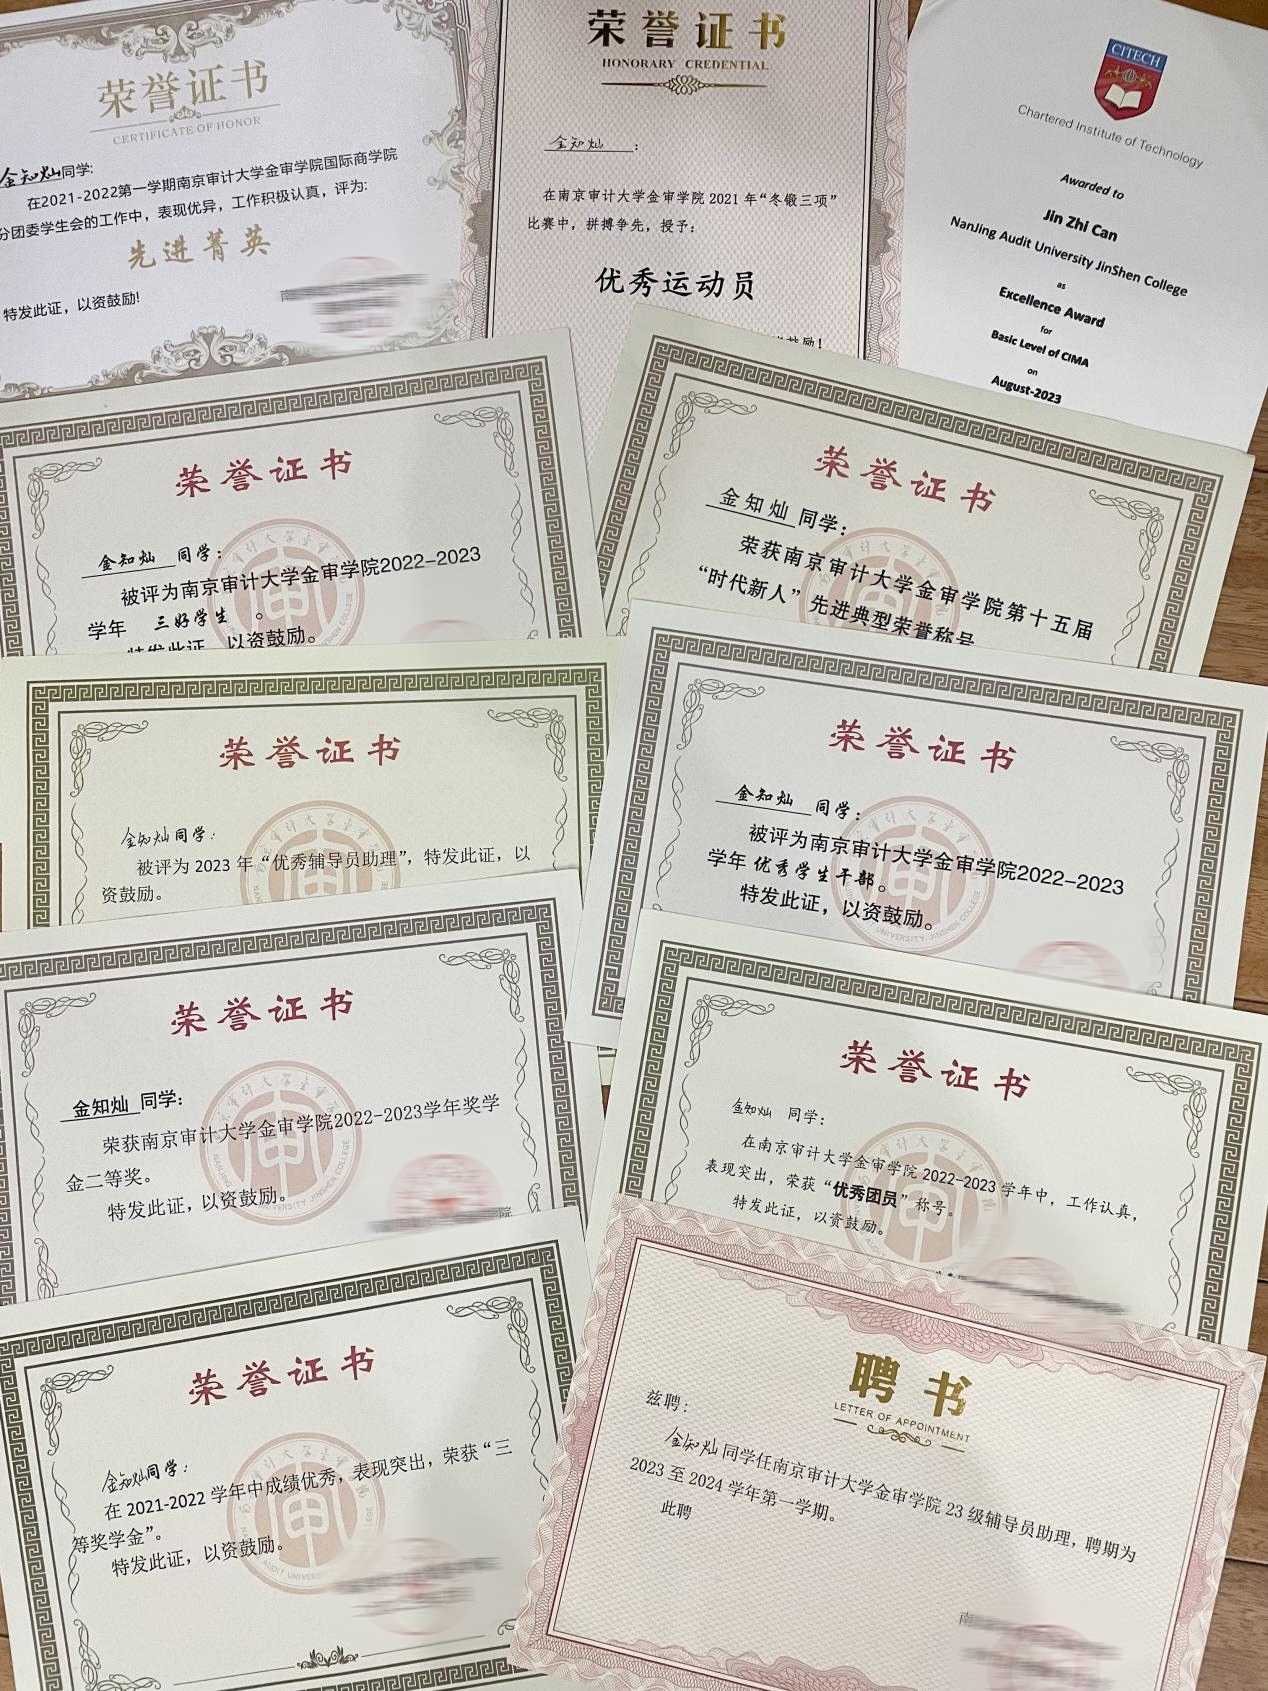 荣誉证书
CERTIFICATE OF HONOR
金知灿同学:
在2021-2022第一学期南京审计大学金审学院国际商学院
分团委学生会的工作中，表现优异，工作积极认真，评为:
先进菁英
特发此证，以资鼓励!
荣誉证书
HONORARY CREDENTIAL
金知灿：
在南京审计大学金审学院 2021 年“冬锻三项”
比赛中，拼搏争先，授予：
优秀运动员
CITECH
Chartered Institute of Technology
Awarded to
Jin Zhi Can
NanJing Audit University JinShen College
as
Excellence Award
for
Basic Level of CIMA
on
August-2023
荣誉证书
金知灿 同学：
被评为南京审计大学金审学院2022-2023
学年 三好学生 。
特发此证，以资鼓励。
荣誉证书
金知灿同学：
荣获南京审计大学金审学院第十五届
“时代新人”先进典型荣誉称号
荣誉证书
金知灿同学：
被评为 2023 年“优秀辅导员助理”，特发此证，以
资鼓励。
荣誉证书
金知灿 同学：
被评为南京审计大学金审学院2022-2023
学年优秀学生干部。
特发此证，以资鼓励。
荣誉证书
金知灿 同学：
荣获南京审计大学金审学院2022-2023学年奖学
金二等奖。
特发此证，以资鼓励。
荣誉证书
金知灿 同学：
在南京审计大学金审学院 2022-2023 学年中，工作认真，
表现突出，荣获“优秀团员”称号。
特发此证，以资鼓励。
荣誉证书
金知灿同学：
在 2021-2022 学年中成绩优秀，表现突出，荣获“三
等奖学金”。
特发此证，以资鼓励。
聘书
LETTER OF APPOINTMENT
兹聘：
金知灿同学任南京审计大学金审学院 23 级辅导员助理，聘期为
2023 至 2024 学年第一学期。
此聘